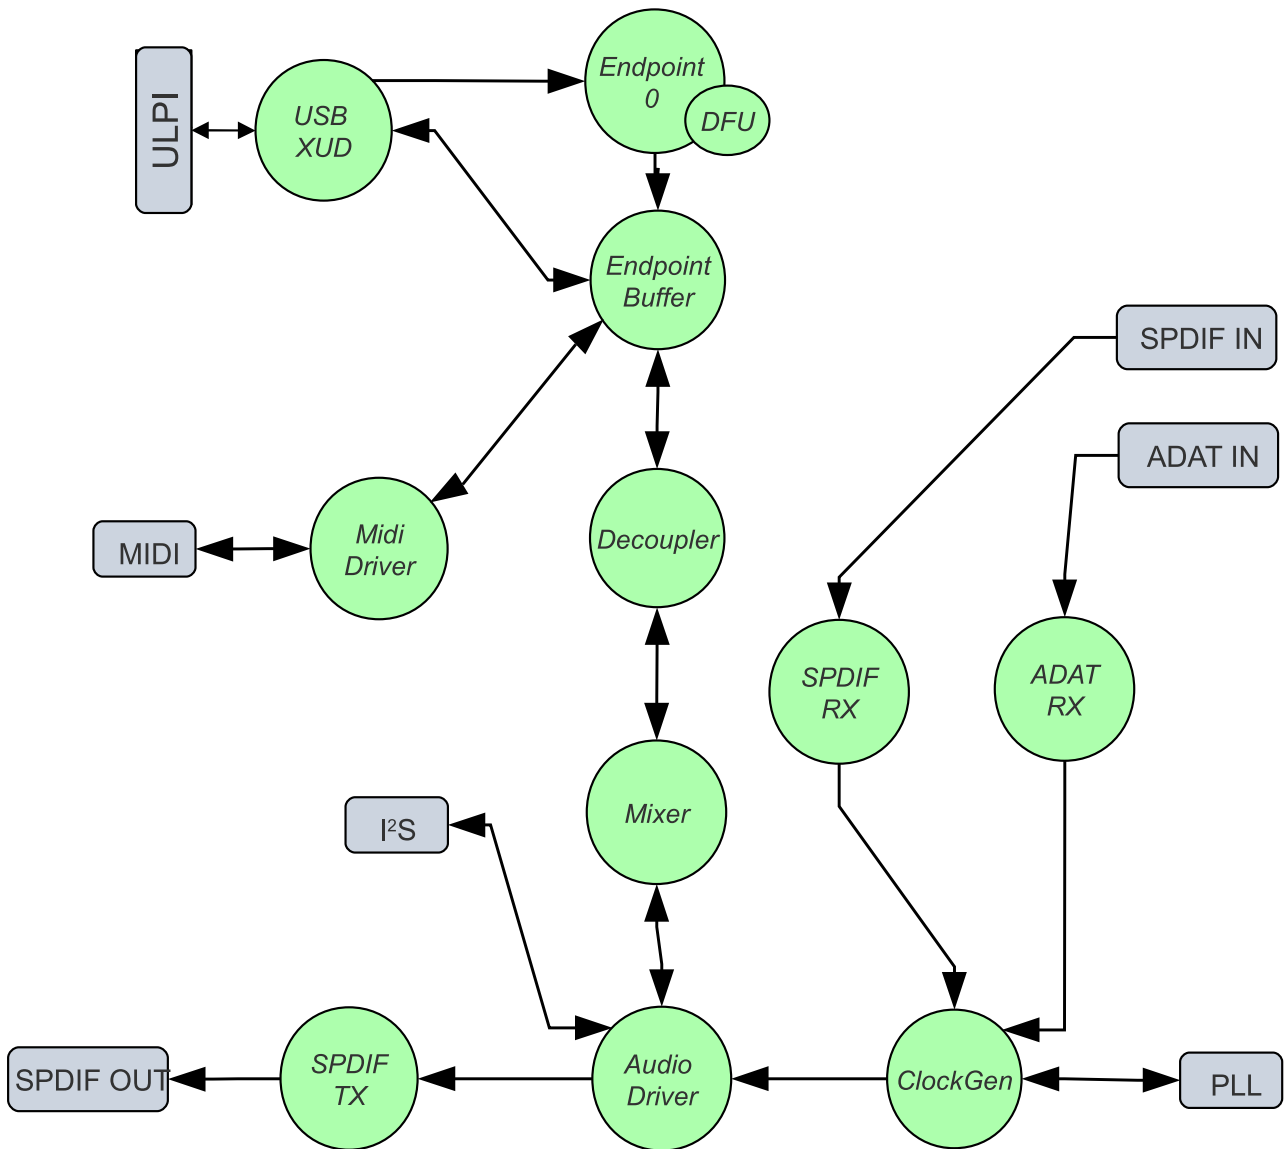 ULPI
USB
XUD
Endpoint
0
DFU
Endpoint
Buffer
SPDIF IN
ADAT IN
MIDI
Midi
Driver
Decoupler
SPDIF
RX
ADAT
RX
I²S
Mixer
SPDIF OUT
SPDIF
TX
Audio
Driver
ClockGen
PLL